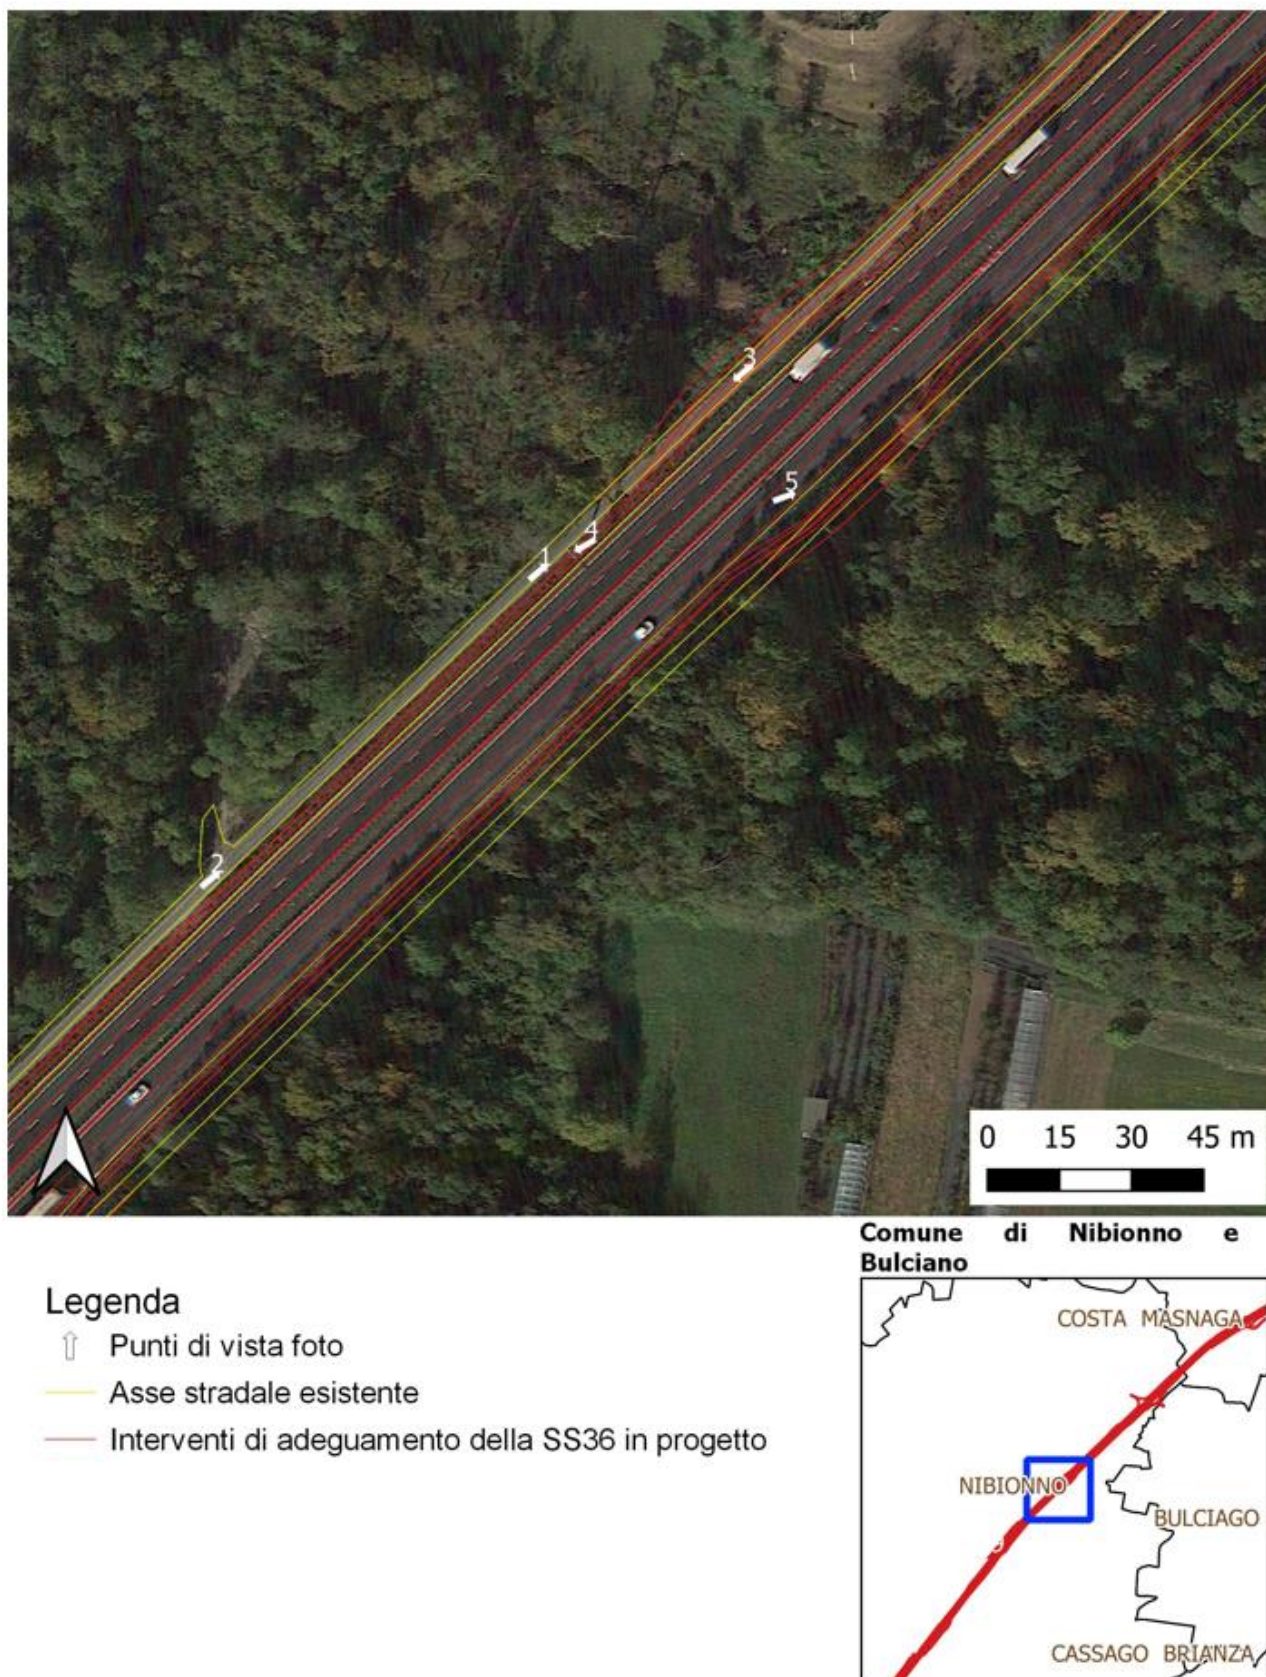 3
5
4
1
2
0 15 30 45 m
Comune di Nibionno e
Bulciano
Legenda
Punti di vista foto
Asse stradale esistente
Interventi di adeguamento della SS36 in progetto
COSTA MASNAGA
NIBIONNO
BULCIAGO
CASSAGO BRIANZA